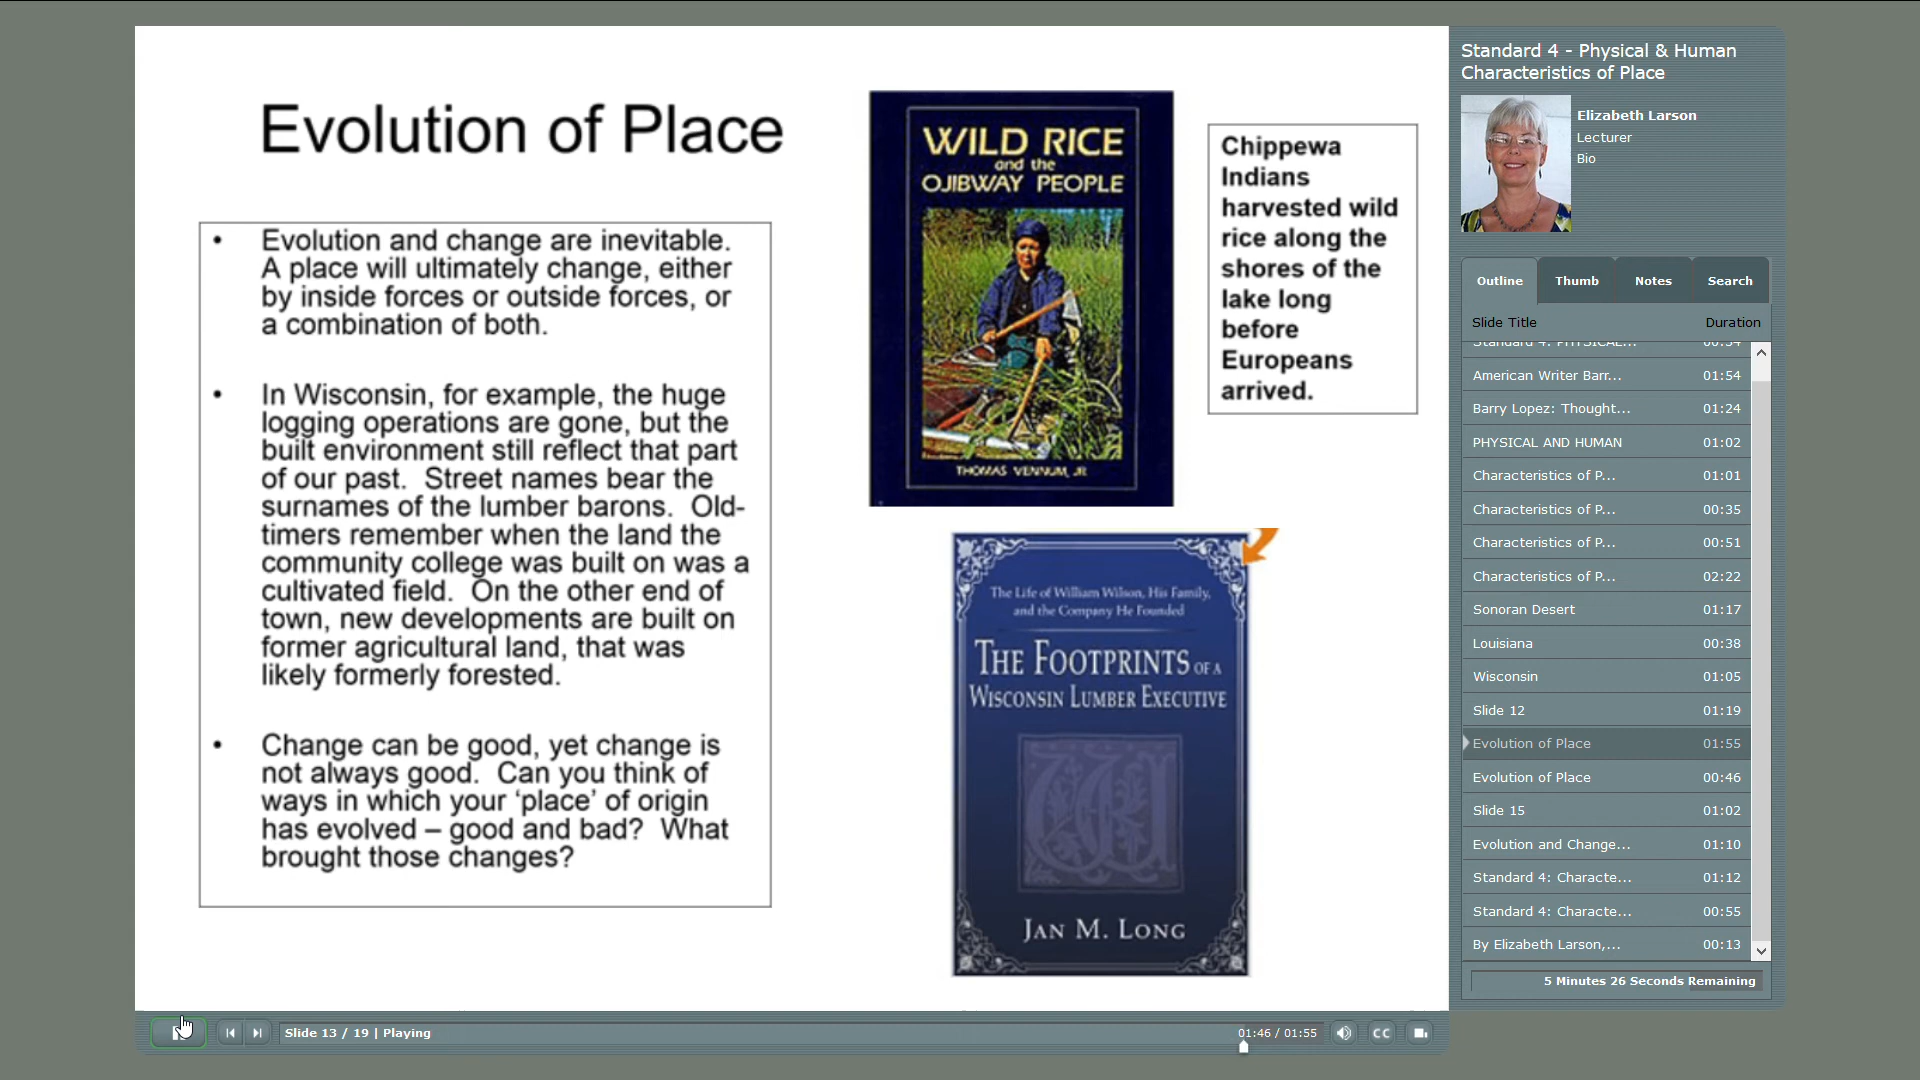 Evolution of Place
• Evolution and change are inevitable.
A place will ultimately change, either
by inside forces or outside forces, or
a combination of both.
• In Wisconsin, for example, the huge
logging operations are gone, but the
built environment still reflect that part
of our past. Street names bear the
surnames of the lumber barons. Old-
timers remember when the land the
community college was built on was a
cultivated field. On the other end of
town, new developments are built on
former agricultural land, that was
likely formerly forested.
• Change can be good, yet change is
not always good. Can you think of
ways in which your ‘place’ of origin
has evolved – good and bad? What
brought those changes?
WILD RICE
and the
OJIBWAY PEOPLE
THOMAS VENNUM, JR
Chippewa
Indians
harvested wild
rice along the
shores of the
lake long
before
Europeans
arrived.
The Life of William Wilson, His Family,
and the Company He Founded
THE FOOTPRINTS OF A
WISCONSIN LUMBER EXECUTIVE
W
JAN M. LONG
Standard 4 - Physical & Human
Characteristics of Place
Elizabeth Larson
Lecturer
Bio
Outline Thumb Notes Search
Slide Title Duration
Standard 4: PHYSICAL... 00:54
American Writer Barr... 01:54
Barry Lopez: Thought... 01:24
PHYSICAL AND HUMAN 01:02
Characteristics of P... 01:01
Characteristics of P... 00:35
Characteristics of P... 00:51
Characteristics of P... 02:22
Sonoran Desert 01:17
Louisiana 00:38
Wisconsin 01:05
Slide 12 01:19
Evolution of Place 01:55
Evolution of Place 00:46
Slide 15 01:02
Evolution and Change... 01:10
Standard 4: Characte... 01:12
Standard 4: Characte... 00:55
By Elizabeth Larson,... 00:13
5 Minutes 26 Seconds Remaining
Slide 13 / 19 | Playing
01:46 / 01:55
CC